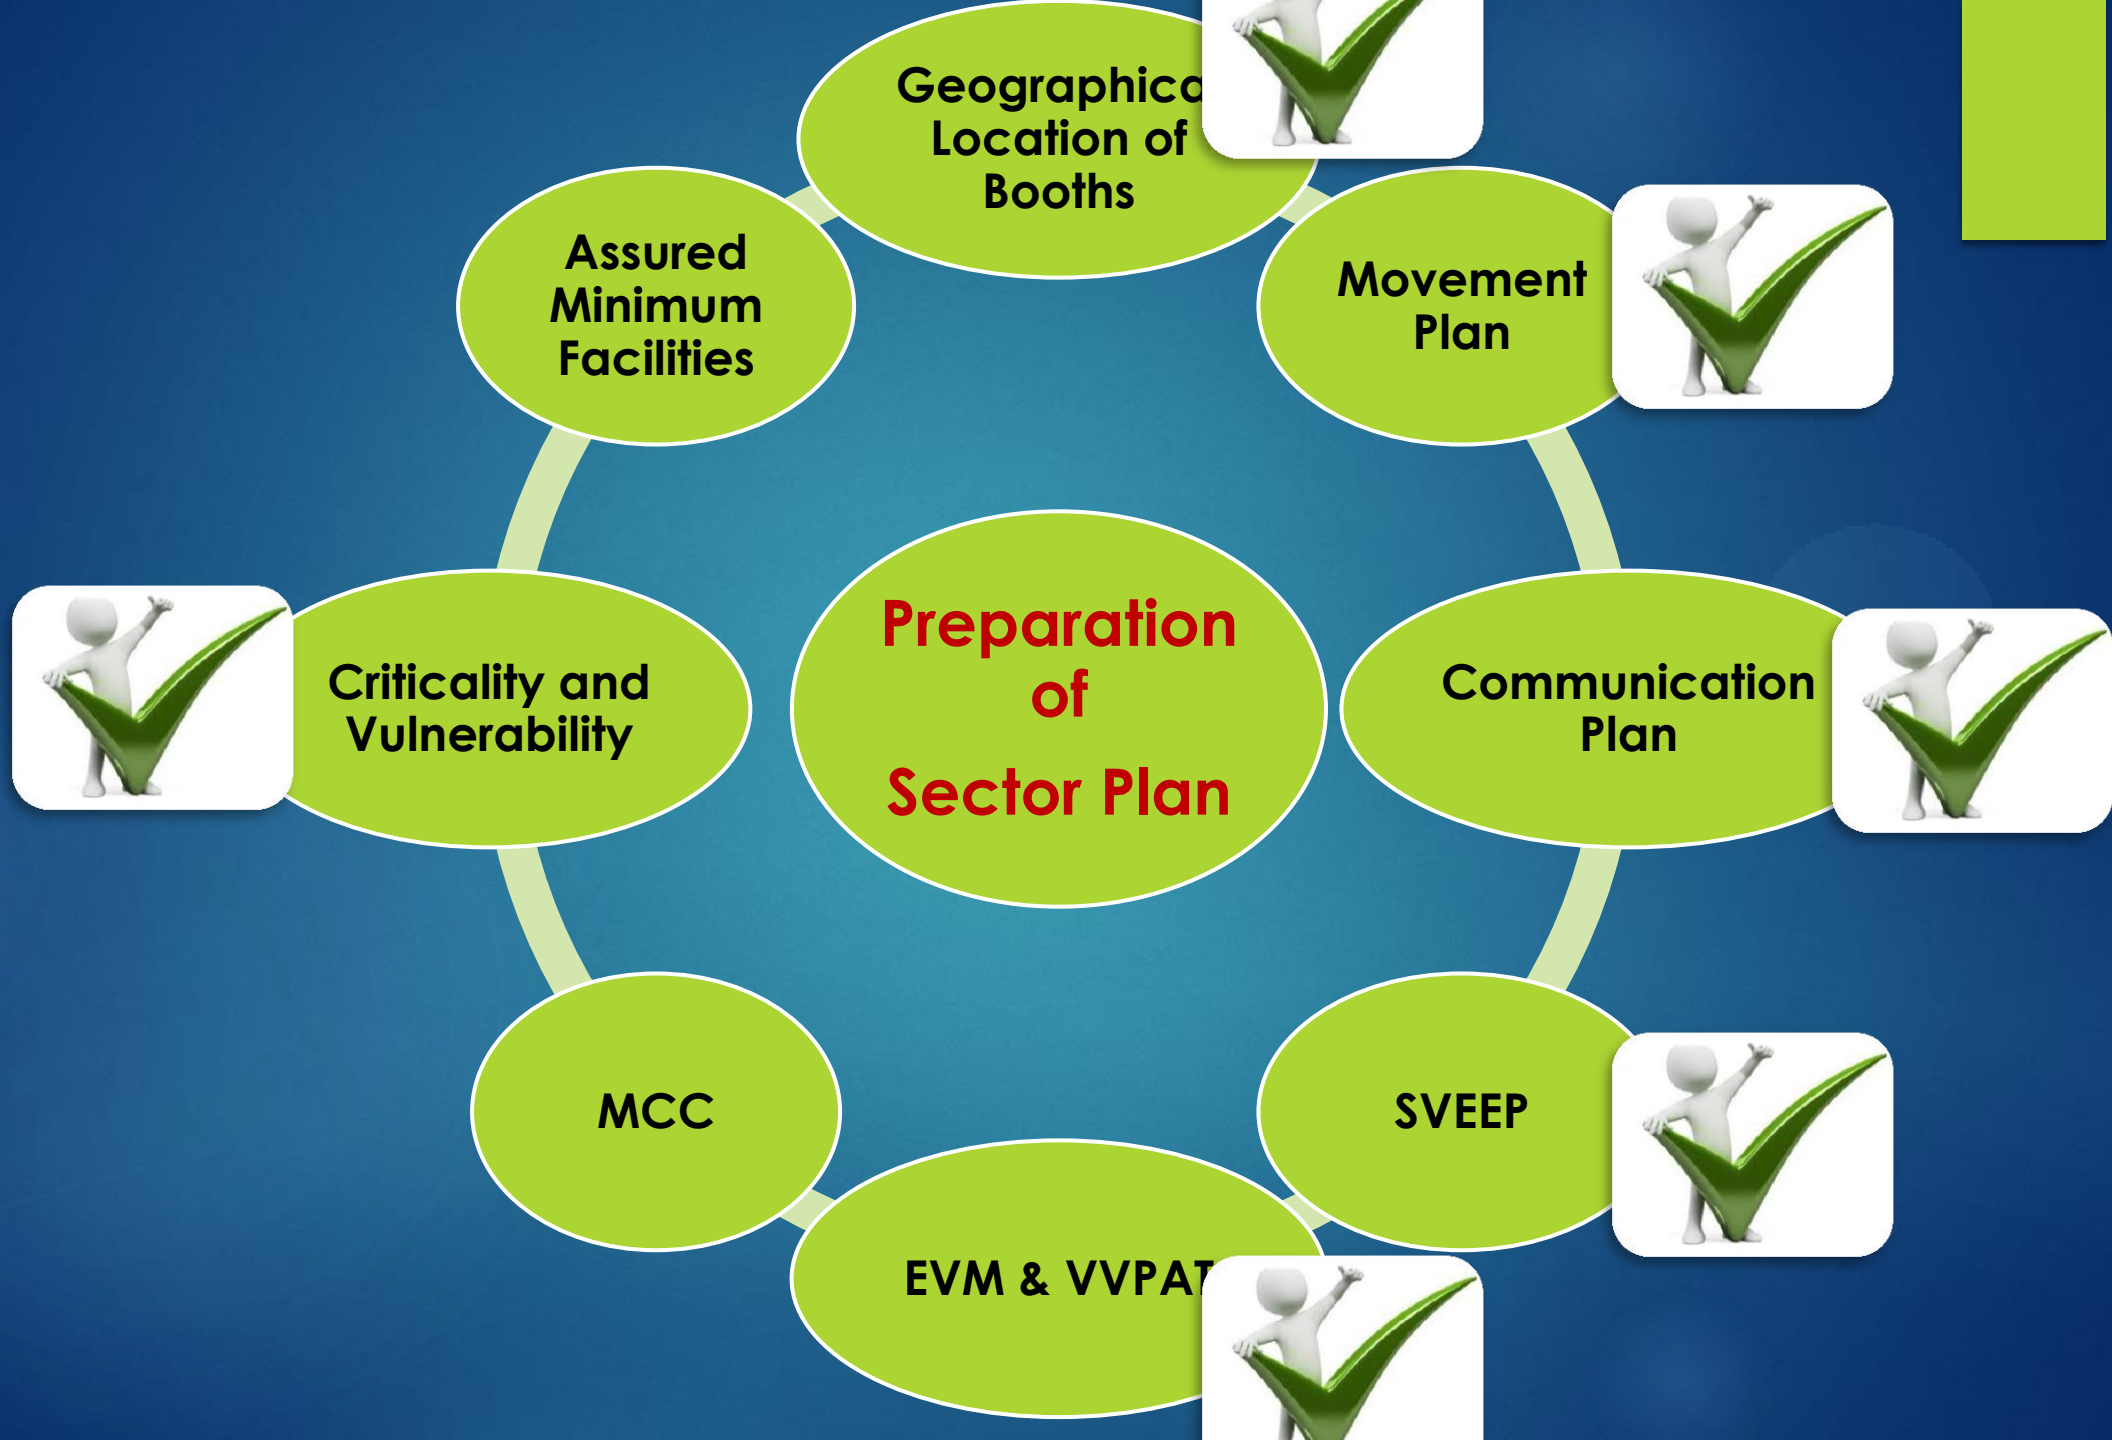 Geographica
Location of
Booths
Movement
Plan
Communication
Plan
SVEEP
EVM & VVPAT
MCC
Criticality and
Vulnerability
Assured
Minimum
Facilities
Preparation
of
Sector Plan